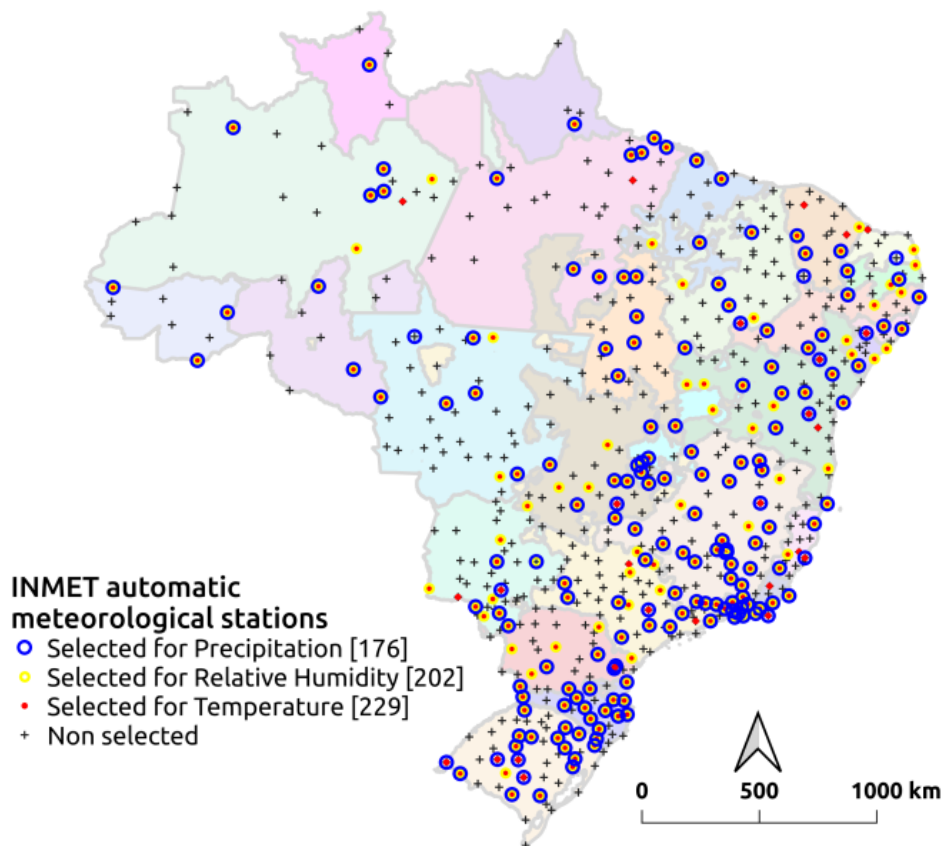 INMET automatic
meteorological stations
Selected for Precipitation [176]
Selected for Relative Humidity [202]
Selected for Temperature [229]
Non selected
0 500 1000 km